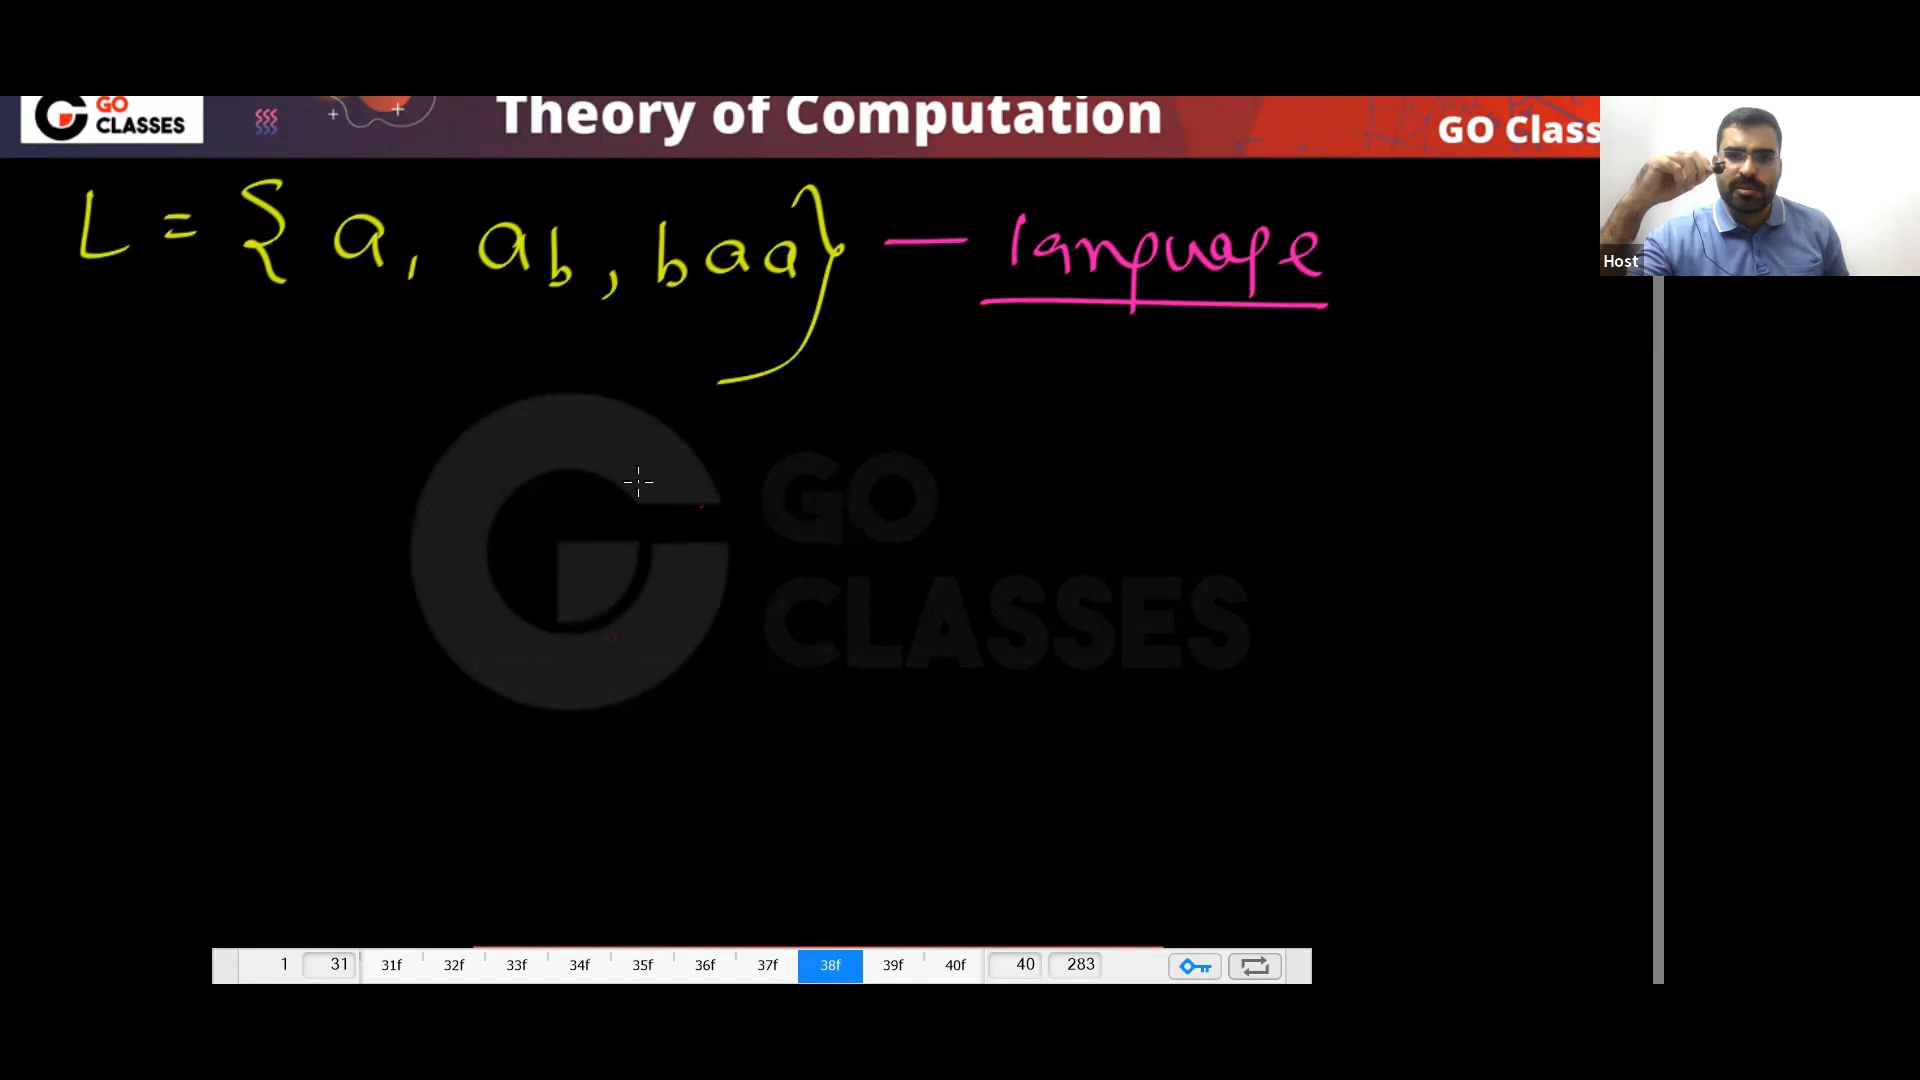 GO
CLASSES
Theory of Computation
GO Class
L = { a, ab, baa} — language
Host
GO
CLASSES
1 31 31f 32f 33f 34f 35f 36f 37f 38f 39f 40f 40 283